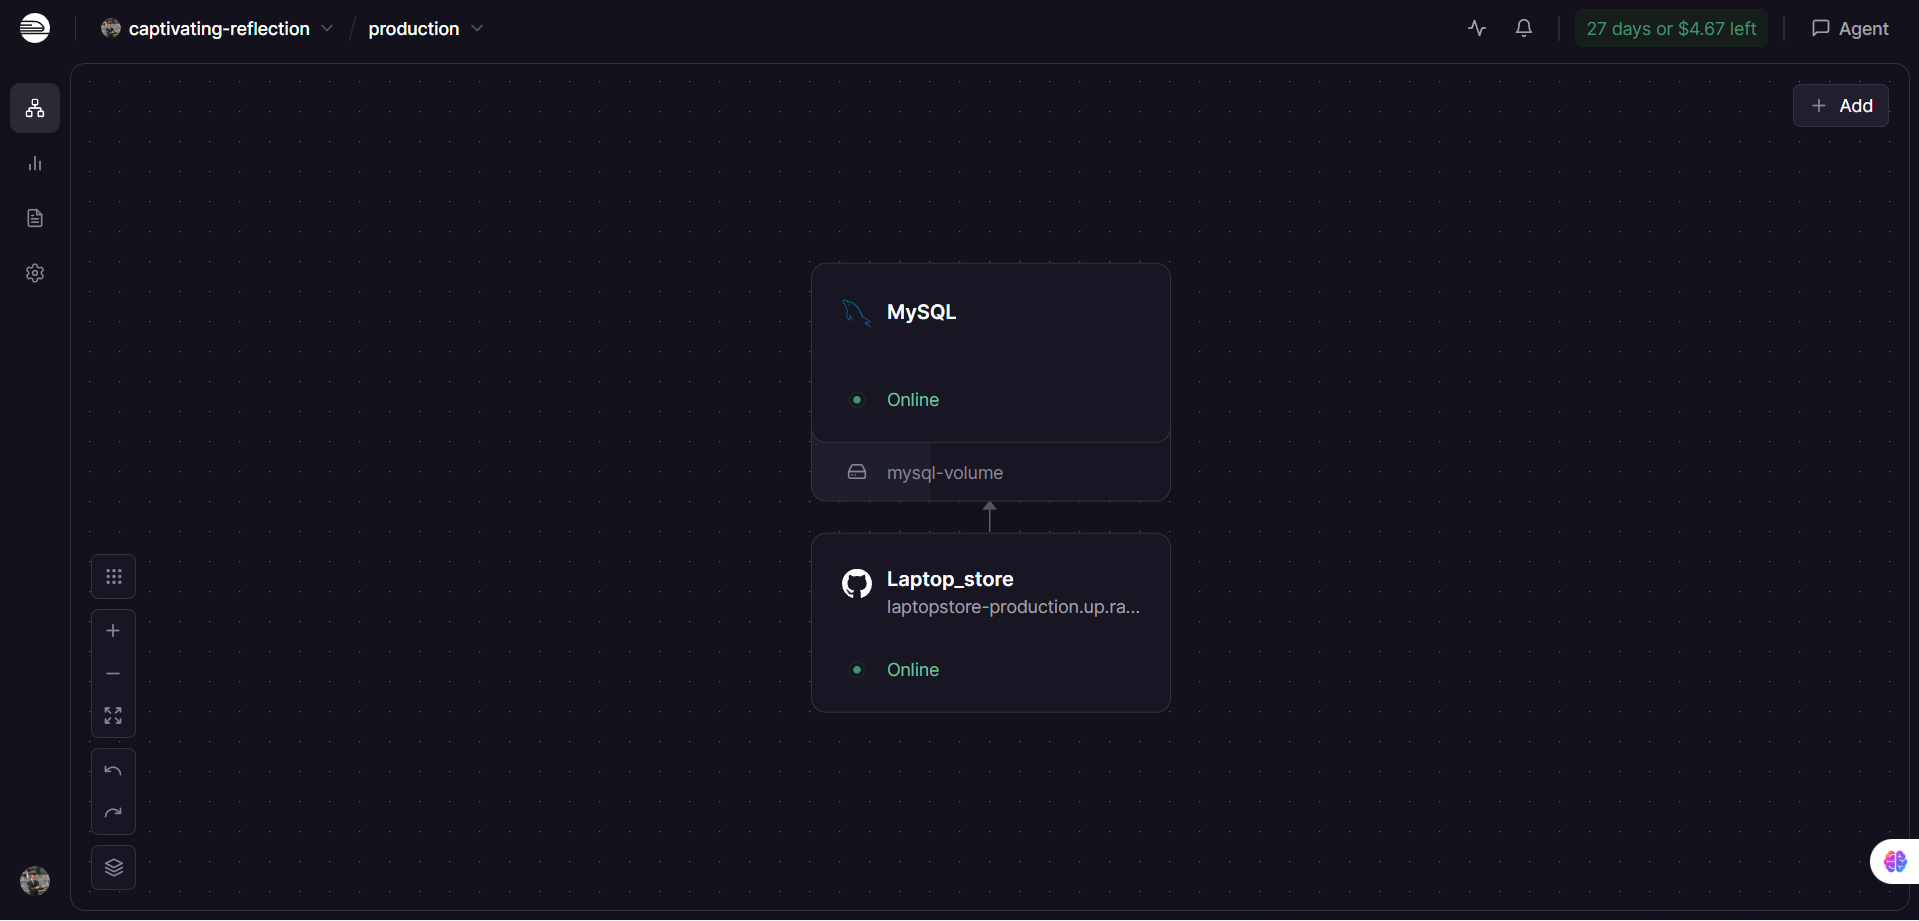 captivating-reflection / production
27 days or $4.67 left
Agent
Add
MySQL
Online
mysql-volume
Laptop_store
laptopstore-production.up.ra...
Online